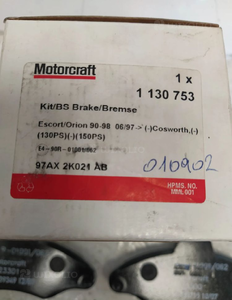 Motorcraft
1 x
1 130 753
Kit/BS Brake/Bremse
Escort/Orion 90-98 06/97-> (-)Cosworth,(-)
(130PS)(-)(150PS)
97AX 2K021 AB
010902
HPMS. NO.
MML001